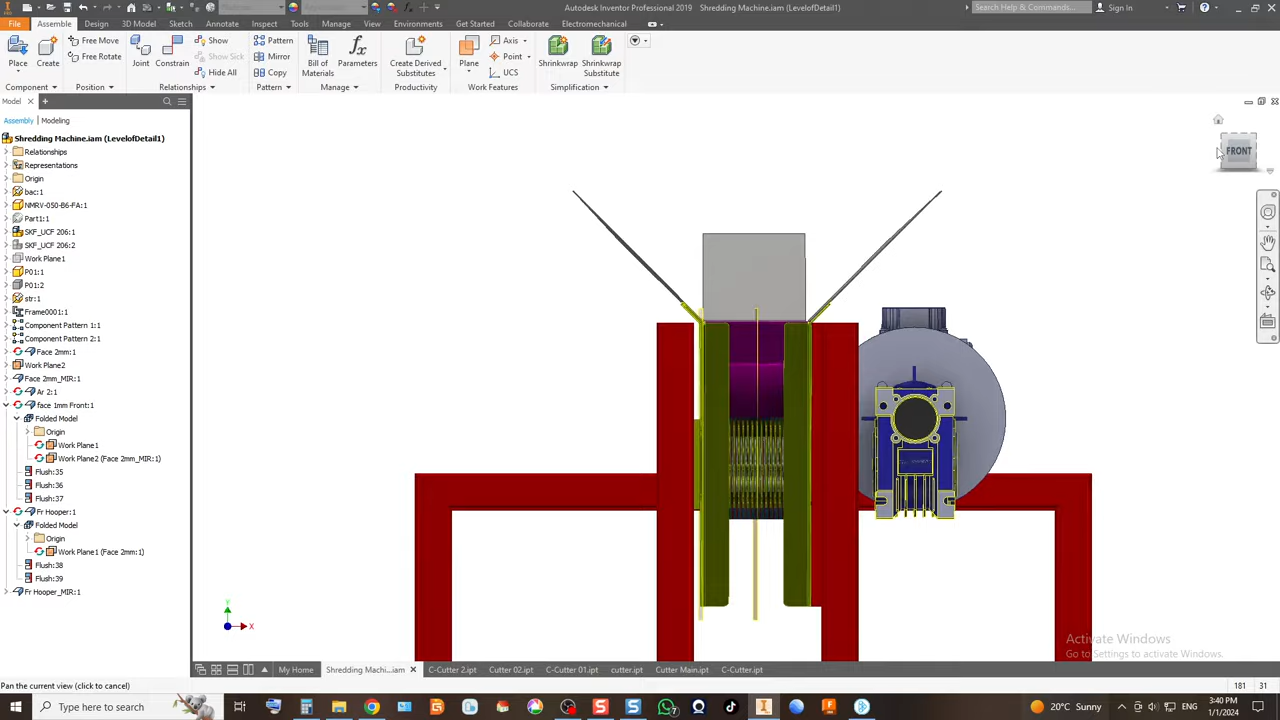 Autodesk Inventor Professional 2019 Shredding Machine.iam (LevelofDetail1)
Search Help & Commands...
Sign In
File Assemble Design 3D Model Sketch Annotate Inspect Tools Manage View Environments Get Started Collaborate Electromechanical
Place Create Free Move Free Rotate Joint Constrain Show Show Sick Hide All Pattern Mirror Copy Bill of Materials Parameters Create Derived Substitutes Plane Axis Point UCS Shrinkwrap Shrinkwrap Substitute
Component Position Relationships Pattern Manage Productivity Work Features Simplification
Model
Assembly Modeling
Shredding Machine.iam (LevelofDetail1)
Relationships
Representations
Origin
bac:1
NMRV-050-B6-FA:1
Part1:1
SKF_UCF 206:1
SKF_UCF 206:2
Work Plane1
P01:1
P01:2
str:1
Frame0001:1
Component Pattern 1:1
Component Pattern 2:1
Face 2mm:1
Work Plane2
Face 2mm_MIR:1
Ar 2:1
face 1mm Front:1
Folded Model
Origin
Work Plane1
Work Plane2 (Face 2mm_MIR:1)
Flush:35
Flush:36
Flush:37
Fr Hooper:1
Folded Model
Origin
Work Plane1 (Face 2mm:1)
Flush:38
Flush:39
Fr Hooper_MIR:1
FRONT
Y
X
Activate Windows
Go to Settings to activate Windows.
My Home Shredding Machi...iam C-Cutter 2.ipt Cutter 02.ipt C-Cutter 01.ipt cutter.ipt Cutter Main.ipt C-Cutter.ipt
Pan the current view (click to cancel)
181 31
Type here to search
20°C Sunny
3:40 PM
1/1/2024